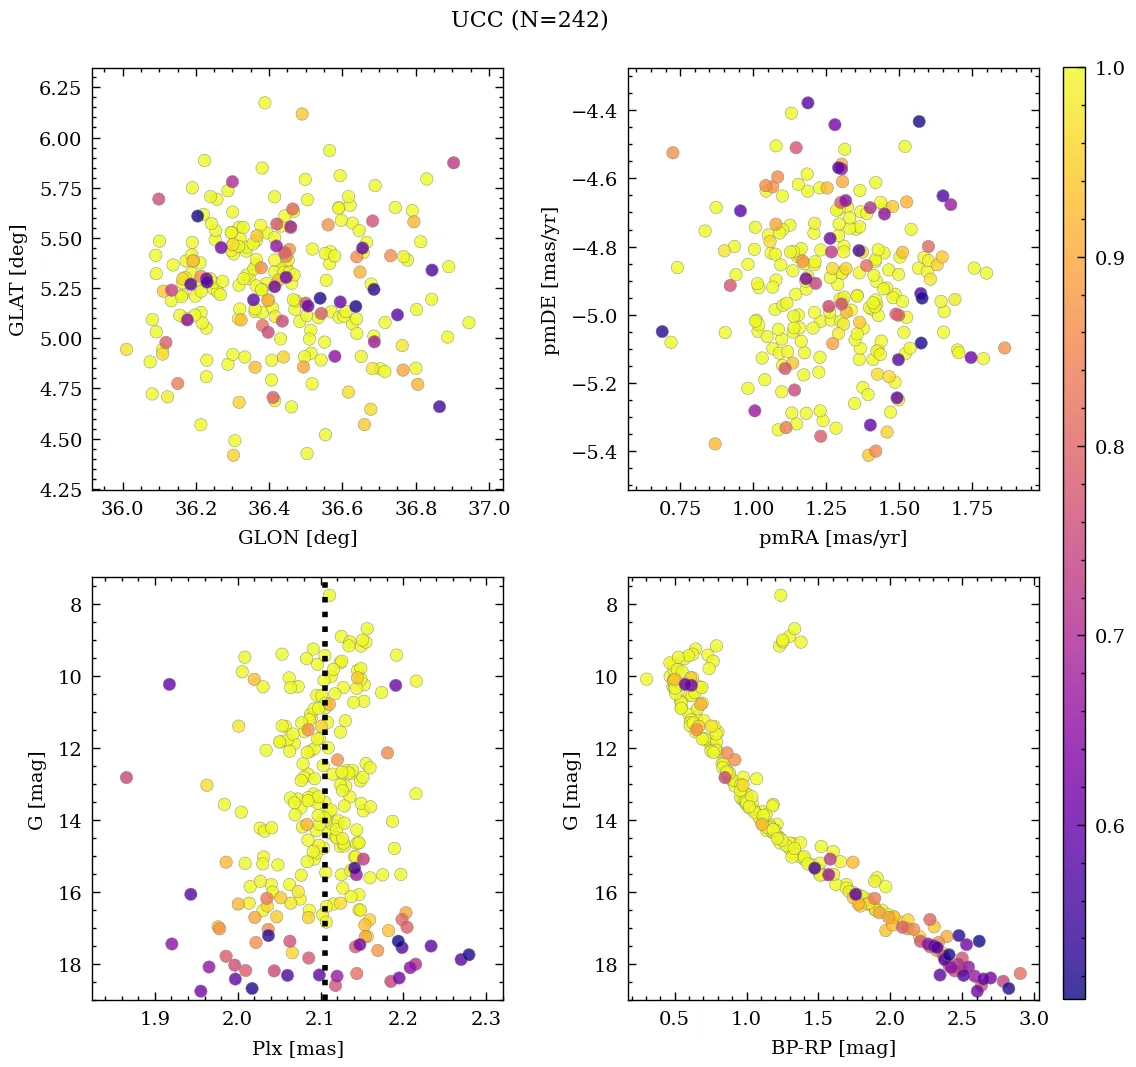 UCC (N=242)
6.25
6.00
5.75
5.50
5.25
5.00
4.75
4.50
4.25
GLAT [deg]
36.0 36.2 36.4 36.6 36.8 37.0
GLON [deg]
−4.4
−4.6
−4.8
−5.0
−5.2
−5.4
pmDE [mas/yr]
0.75 1.00 1.25 1.50 1.75
pmRA [mas/yr]
8
10
12
14
16
18
G [mag]
1.9 2.0 2.1 2.2 2.3
Plx [mas]
8
10
12
14
16
18
G [mag]
0.5 1.0 1.5 2.0 2.5 3.0
BP-RP [mag]
1.0
0.9
0.8
0.7
0.6